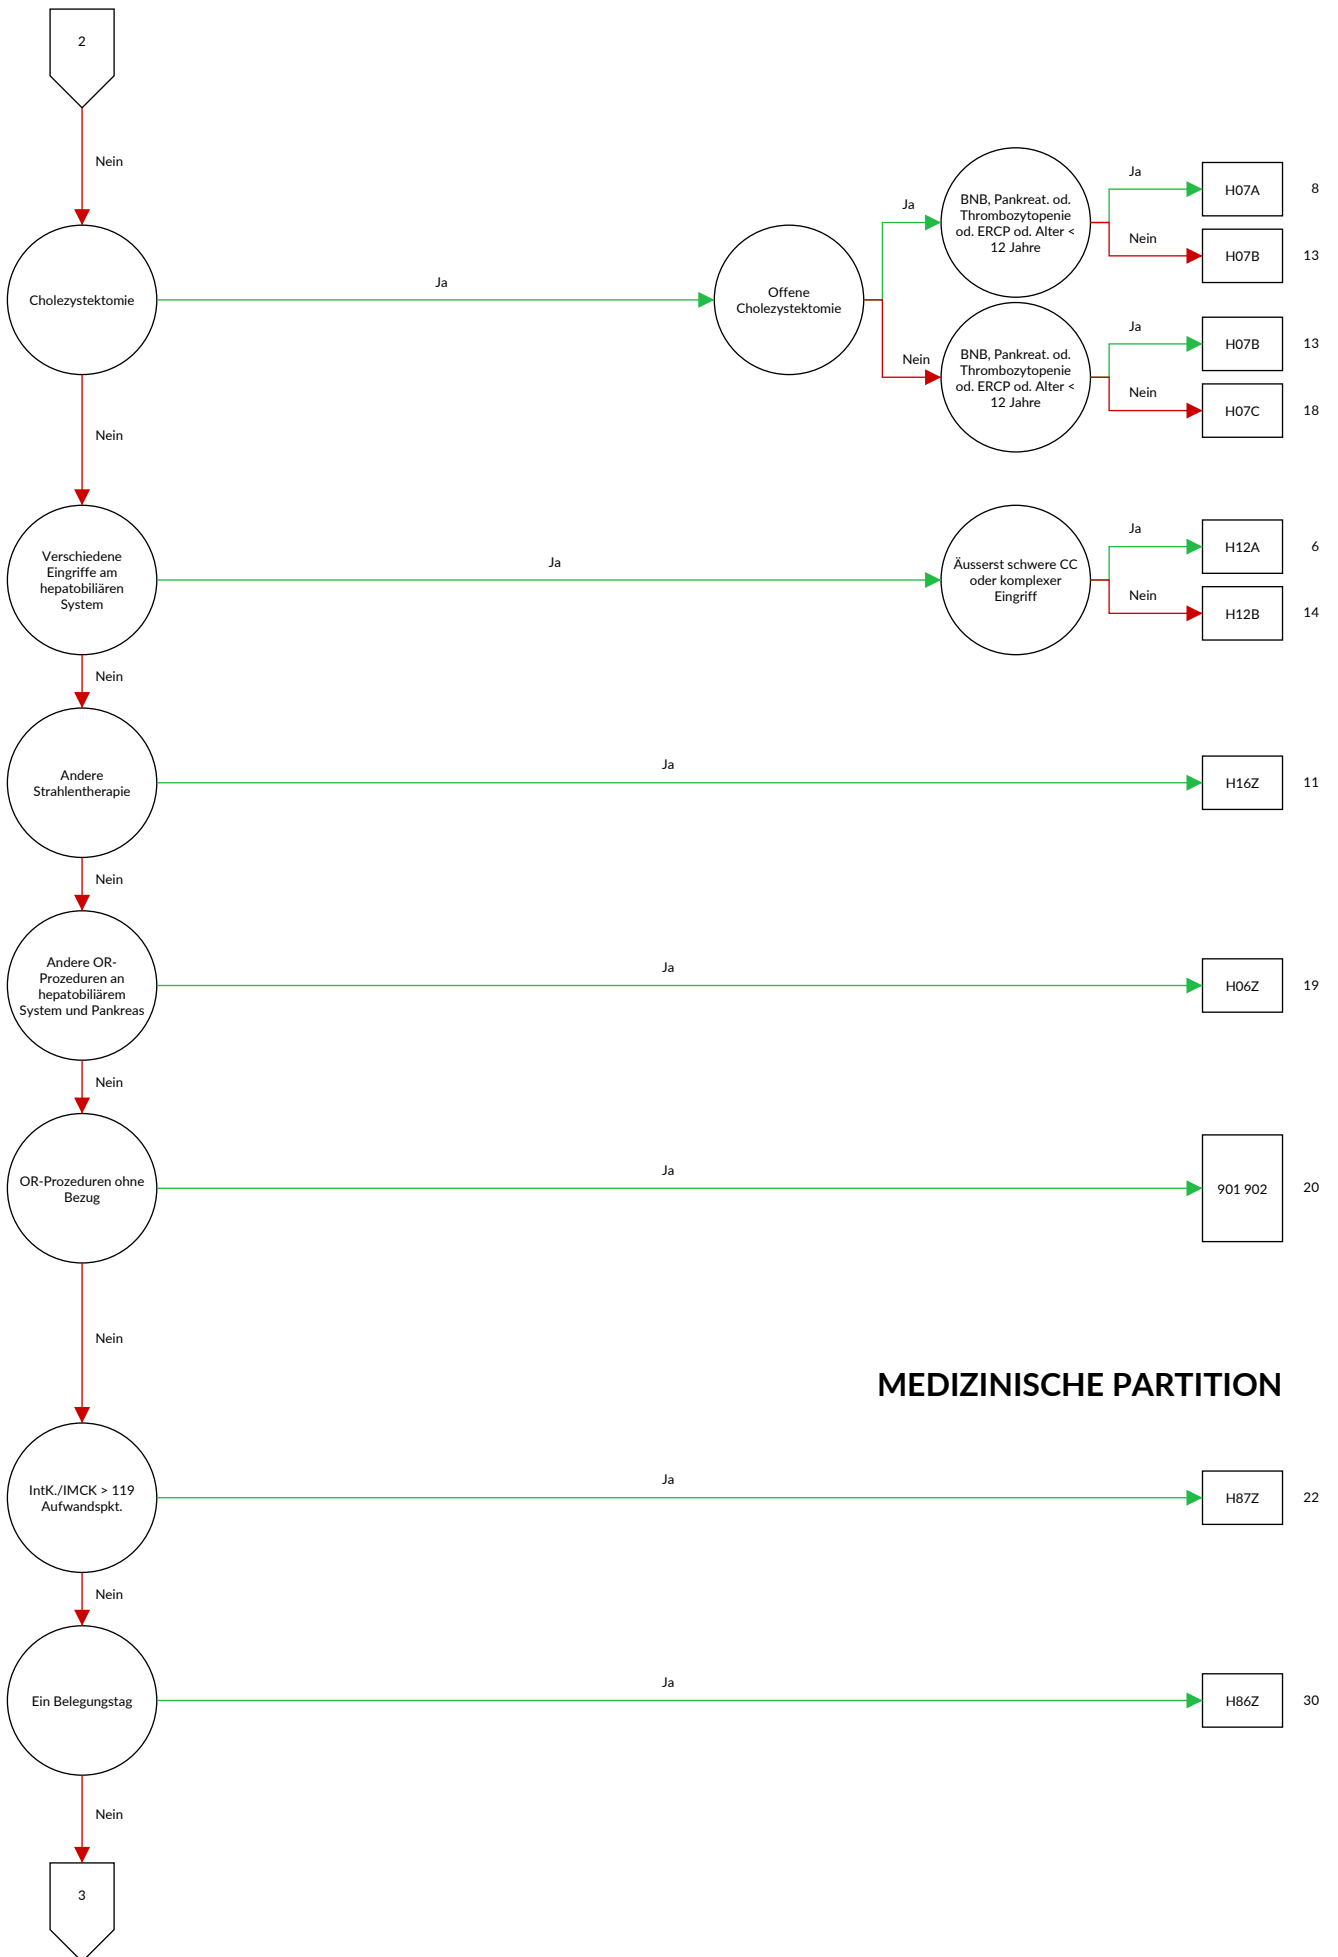 2
Nein
Cholezystektomie
Ja
Offene
Cholezystektomie
Ja
BNB, Pankreat. od.
Thrombozytopenie
od. ERCP od. Alter <
12 Jahre
Ja
H07A
8
Nein
H07B
13
Nein
BNB, Pankreat. od.
Thrombozytopenie
od. ERCP od. Alter <
12 Jahre
Ja
H07B
13
Nein
H07C
18
Nein
Verschiedene
Eingriffe am
hepatobiliären
System
Ja
Äusserst schwere CC
oder komplexer
Eingriff
Ja
H12A
6
Nein
H12B
14
Nein
Andere
Strahlentherapie
Ja
H16Z
11
Nein
Andere OR-
Prozeduren an
hepatobiliärem
System und Pankreas
Ja
H06Z
19
Nein
OR-Prozeduren ohne
Bezug
Ja
901 902
20
Nein
MEDIZINISCHE PARTITION
IntK./IMCK > 119
Aufwandspkt.
Ja
H87Z
22
Nein
Ein Belegungstag
Ja
H86Z
30
Nein
3